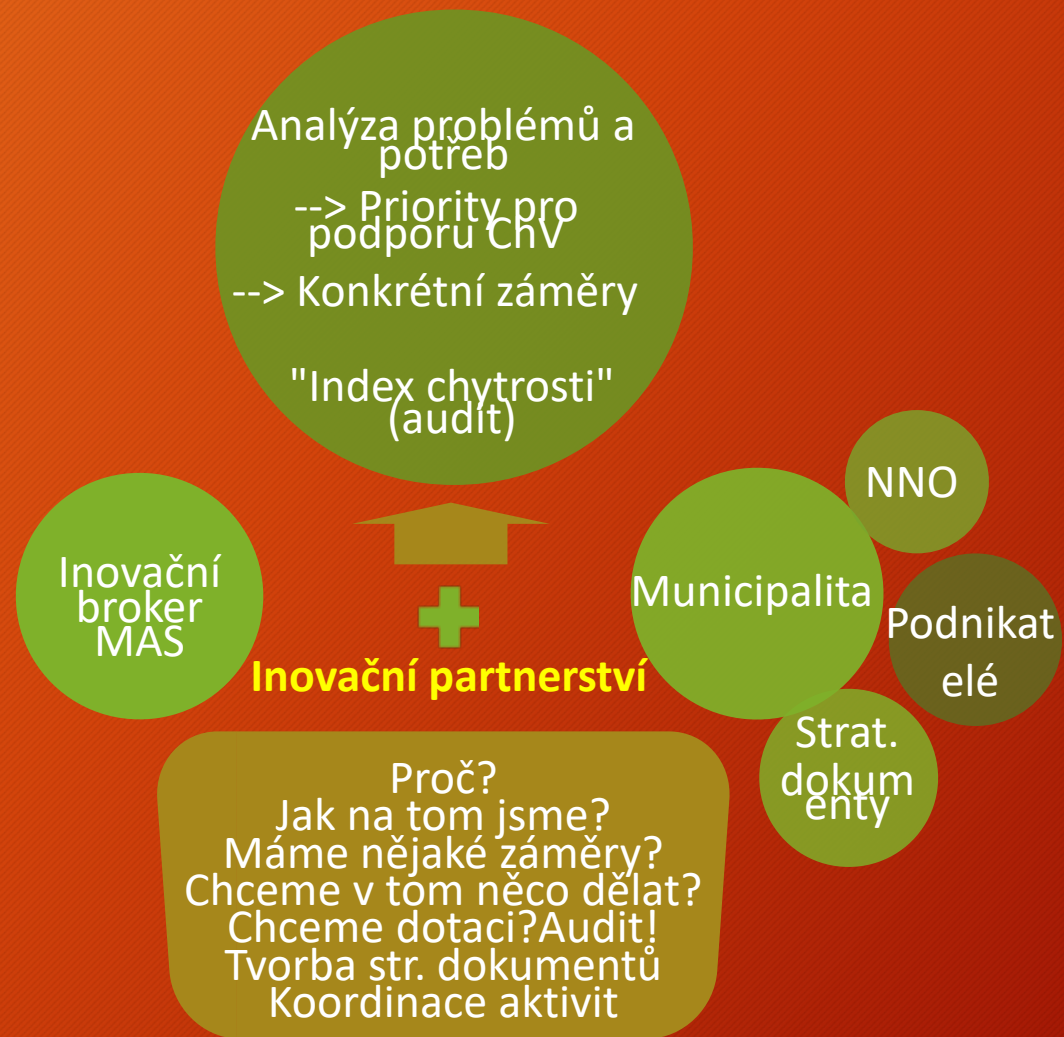 Analýza problémů a
potřeb
--> Priority pro
podporu ChV
--> Konkrétní záměry
"Index chytrosti"
(audit)
NNO
Inovační
broker
MAS
Municipalita
Podnikat
elé
Inovační partnerství
Strat.
dokum
enty
Proč?
Jak na tom jsme?
Máme nějaké záměry?
Chceme v tom něco dělat?
Chceme dotaci?Audit!
Tvorba str. dokumentů
Koordinace aktivit